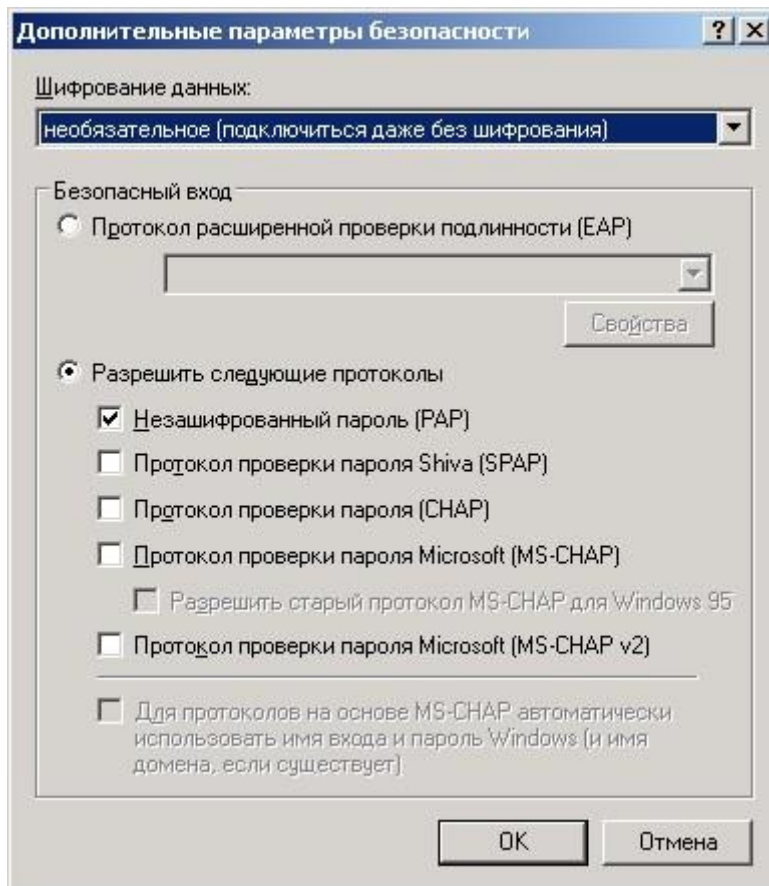 Дополнительные параметры безопасности
Шифрование данных:
необязательное (подключиться даже без шифрования)
Безопасный вход
Протокол расширенной проверки подлинности (EAP)
Свойства
Разрешить следующие протоколы
Незашифрованный пароль (PAP)
Протокол проверки пароля Shiva (SPAP)
Протокол проверки пароля (CHAP)
Протокол проверки пароля Microsoft (MS-CHAP)
Разрешить старый протокол MS-CHAP для Windows 95
Протокол проверки пароля Microsoft (MS-CHAP v2)
Для протоколов на основе MS-CHAP автоматически
использовать имя входа и пароль Windows (и имя
домена, если существует)
OK
Отмена